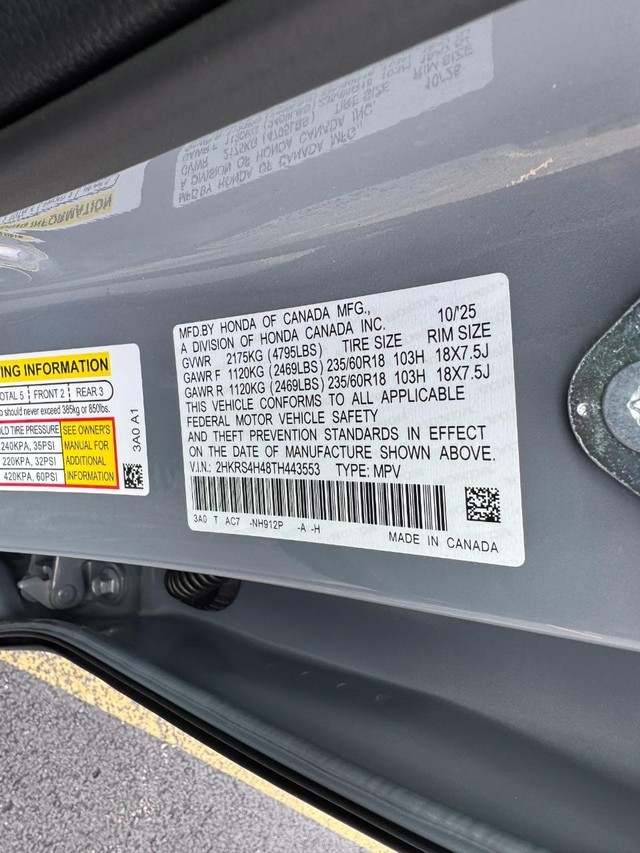 MFD.BY HONDA OF CANADA MFG., 10/'25
A DIVISION OF HONDA CANADA INC. TIRE SIZE RIM SIZE
GVWR 2175KG (4795LBS)
GAWR F 1120KG (2469LBS) 235/60R18 103H 18X7.5J
GAWR R 1120KG (2469LBS) 235/60R18 103H 18X7.5J
THIS VEHICLE CONFORMS TO ALL APPLICABLE
FEDERAL MOTOR VEHICLE SAFETY
AND THEFT PREVENTION STANDARDS IN EFFECT
ON THE DATE OF MANUFACTURE SHOWN ABOVE.
V.I.N.: 2HKRS4H48TH443553 TYPE: MPV
3A0 T AC7 -NH912P -A -H
MADE IN CANADA
ING INFORMATION
OTAL 5 FRONT 2 REAR 3
should never exceed 385kg or 850lbs.
LD TIRE PRESSURE
240KPA, 35PSI
220KPA, 32PSI
420KPA, 60PSI
SEE OWNER'S
MANUAL FOR
ADDITIONAL
INFORMATION
3A0 A1